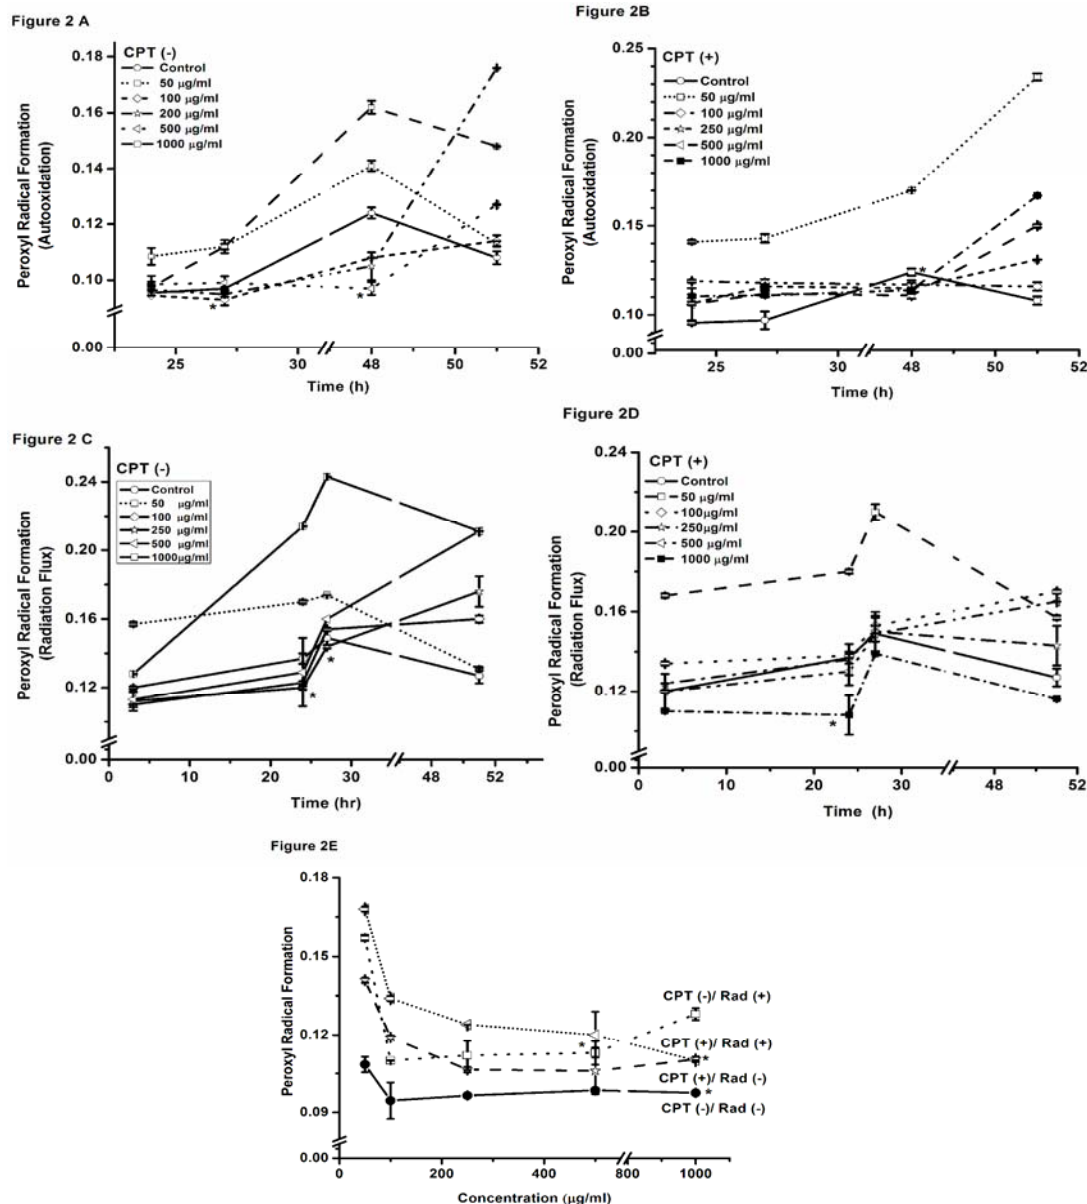 Figure 2 A
CPT (-)
Control
50 µg/ml
100 µg/ml
200 µg/ml
500 µg/ml
1000 µg/ml
Peroxyl Radical Formation
(Autooxidation)
0.18
0.16
0.14
0.12
0.10
0.00
25
30
48
50
52
Time (h)
*
*
Figure 2B
CPT (+)
Control
50 µg/ml
100 µg/ml
250 µg/ml
500 µg/ml
1000 µg/ml
Peroxyl Radical Formation
(Autooxidation)
0.25
0.20
0.15
0.10
0.00
25
30
48
50
52
Time (h)
*
Figure 2 C
CPT (-)
Control
50 µg/ml
100 µg/ml
250 µg/ml
500 µg/ml
1000µg/ml
Peroxyl Radical Formation
(Radiation Flux)
0.24
0.20
0.16
0.12
0.00
0
10
20
30
48
50
52
Time (hr)
*
*
Figure 2D
CPT (+)
Control
50 µg/ml
100µg/ml
250µg/ml
500 µg/ml
1000 µg/ml
Peroxyl Radical Formation
(Radiation Flux)
0.24
0.20
0.16
0.12
0.00
0
10
20
30
48
50
52
Time (h)
*
Figure 2E
Peroxyl Radical Formation
0.18
0.15
0.12
0.09
0.00
0
200
400
600
800
1000
Concentration (µg/ml)
CPT (-)/ Rad (+)
*
CPT (+)/ Rad (+)
*
CPT (+)/ Rad (-)
*
CPT (-)/ Rad (-)